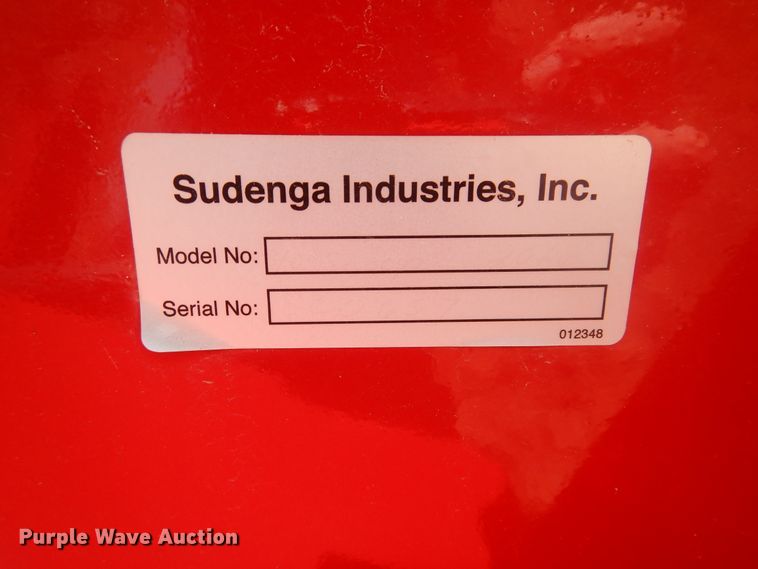 Sudenga Industries, Inc.
Model No:
Serial No:
012348
Purple Wave Auction